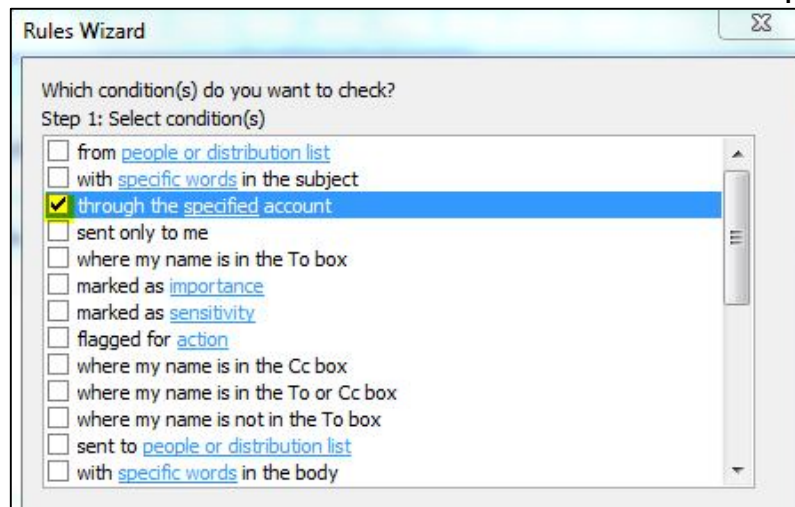 Rules Wizard
Which condition(s) do you want to check?
Step 1: Select condition(s)
from people or distribution list
with specific words in the subject
through the specified account
sent only to me
where my name is in the To box
marked as importance
marked as sensitivity
flagged for action
where my name is in the Cc box
where my name is in the To or Cc box
where my name is not in the To box
sent to people or distribution list
with specific words in the body